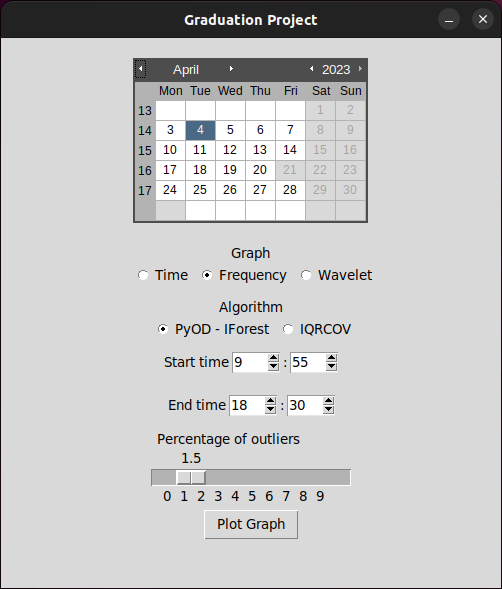 Graduation Project
April 2023
Mon Tue Wed Thu Fri Sat Sun
13 1 2
14 3 4 5 6 7 8 9
15 10 11 12 13 14 15 16
16 17 18 19 20 21 22 23
17 24 25 26 27 28 29 30
Graph
Time Frequency Wavelet
Algorithm
PyOD - IForest IQRCOV
Start time 9 : 55
End time 18 : 30
Percentage of outliers
1.5
0 1 2 3 4 5 6 7 8 9
Plot Graph